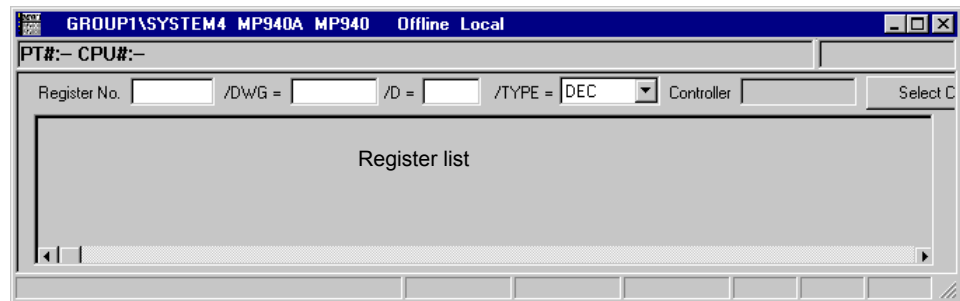 GROUP1\SYSTEM4 MP940A MP940 Offline Local
PT#:– CPU#:–
Register No. /DWG = /D = /TYPE = DEC Controller Select C
Register list